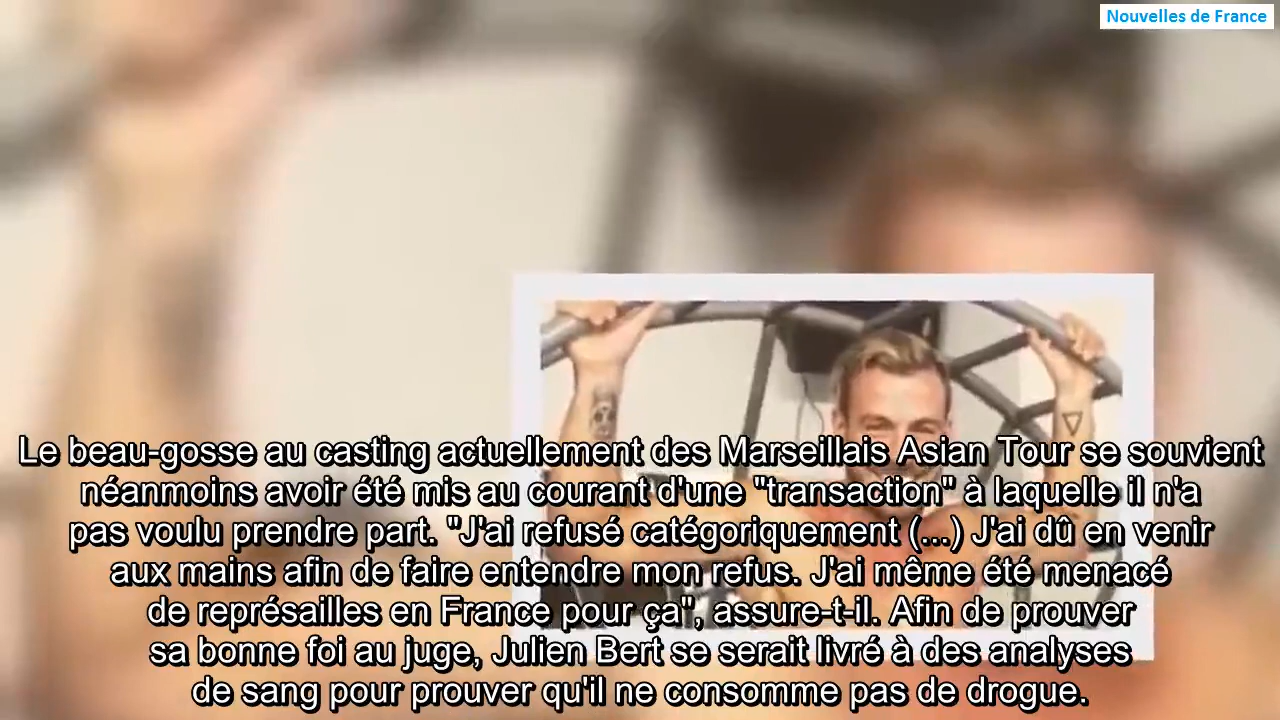 Nouvelles de France
Le beau-gosse au casting actuellement des Marseillais Asian Tour se souvient
néanmoins avoir été mis au courant d'une "transaction" à laquelle il n'a
pas voulu prendre part. "J'ai refusé catégoriquement (...) J'ai dû en venir
aux mains afin de faire entendre mon refus. J'ai même été menacé
de représailles en France pour ça", assure-t-il. Afin de prouver
sa bonne foi au juge, Julien Bert se serait livré à des analyses
de sang pour prouver qu'il ne consomme pas de drogue.